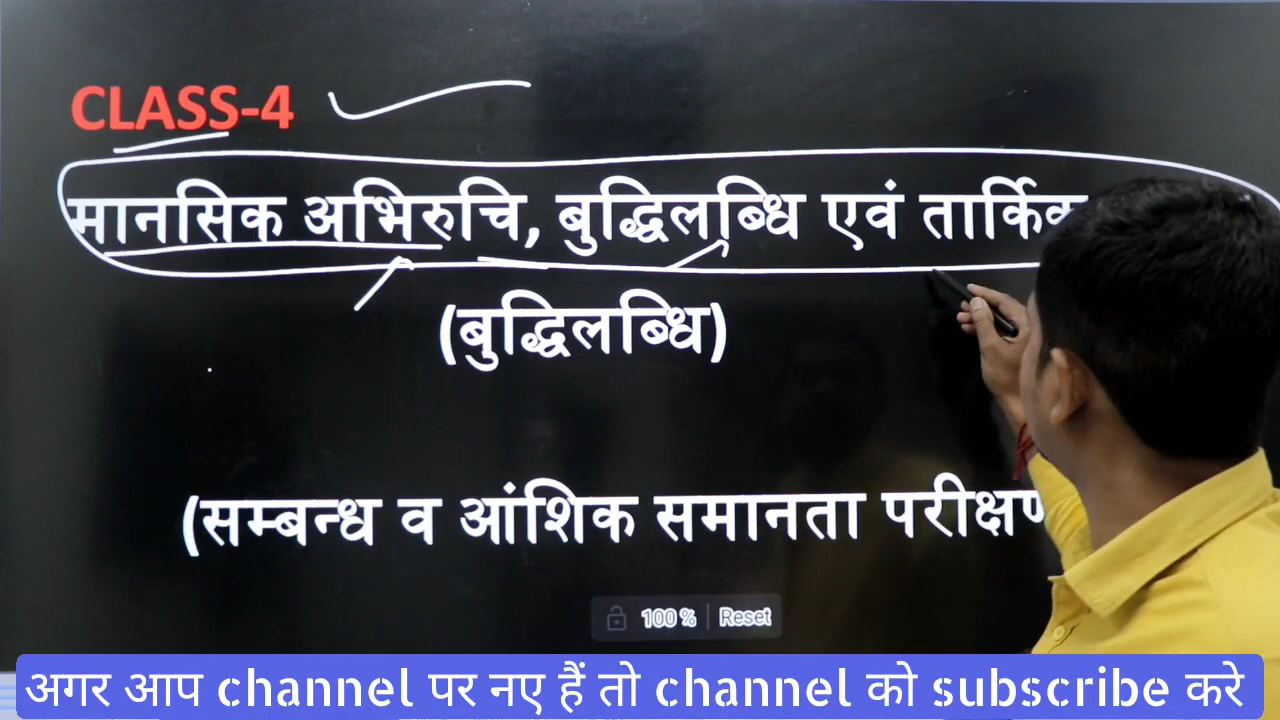 CLASS-4
मानसिक अभिरुचि, बुद्धिलब्धि एवं
(बुद्धिलब्धि)
(सम्बन्ध व आंशिक समानता परीक्षण
100 % Reset
अगर आप channel पर नए हैं तो channel को subscribe करे